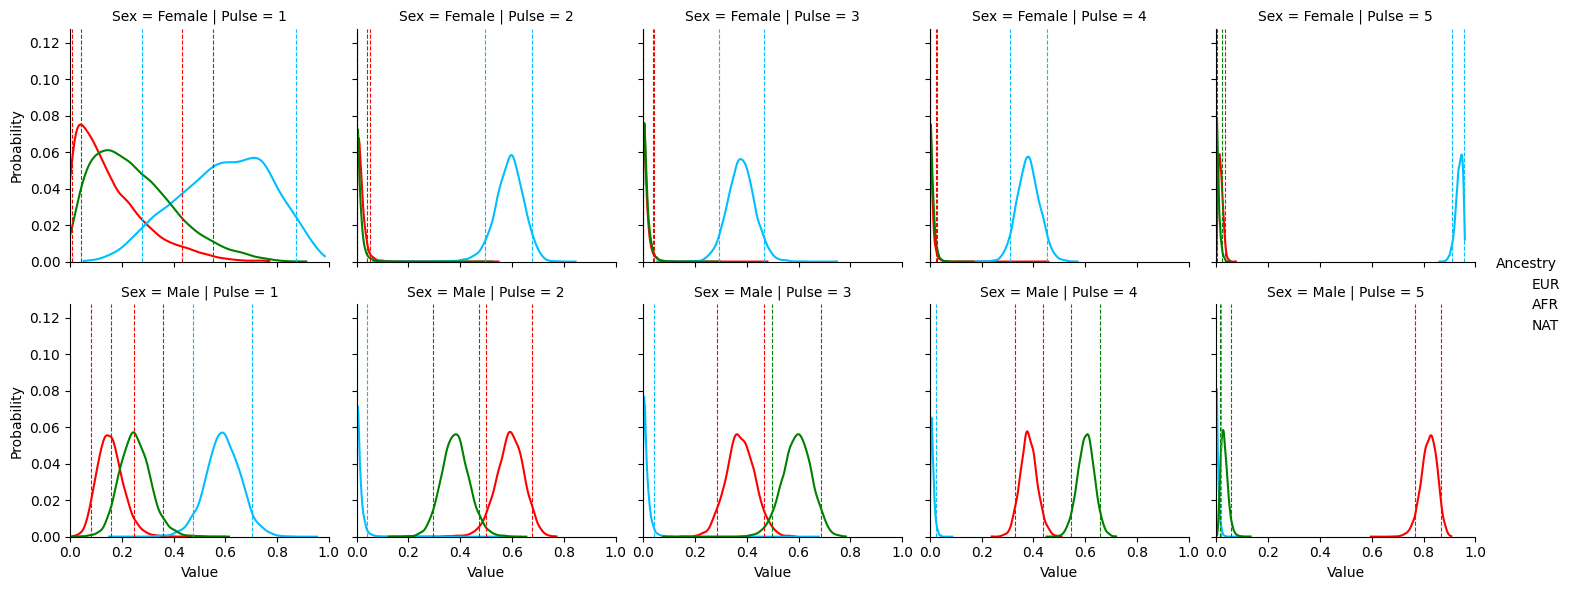 Sex = Female | Pulse = 1
Sex = Female | Pulse = 2
Sex = Female | Pulse = 3
Sex = Female | Pulse = 4
Sex = Female | Pulse = 5
0.12
0.10
0.08
0.06
0.04
0.02
0.00
Probability
Ancestry
EUR
AFR
NAT
Sex = Male | Pulse = 1
Sex = Male | Pulse = 2
Sex = Male | Pulse = 3
Sex = Male | Pulse = 4
Sex = Male | Pulse = 5
0.12
0.10
0.08
0.06
0.04
0.02
0.00
Probability
0.0 0.2 0.4 0.6 0.8 1.0
0.2 0.4 0.6 0.8 1.0
0.2 0.4 0.6 0.8 1.0
0.0 0.2 0.4 0.6 0.8 1.0
0.0 0.2 0.4 0.6 0.8 1.0
Value
Value
Value
Value
Value